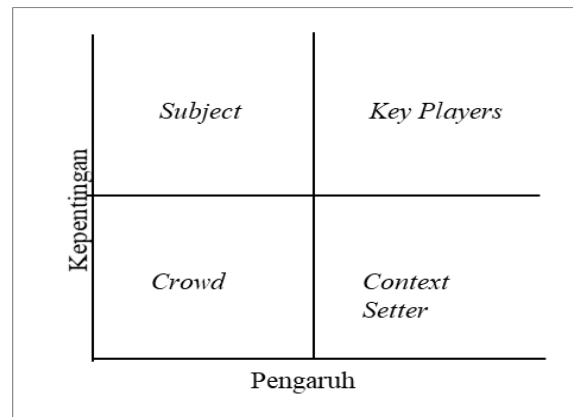 Subject
Key Players
Kepentingan
Crowd
Context
Setter
Pengaruh